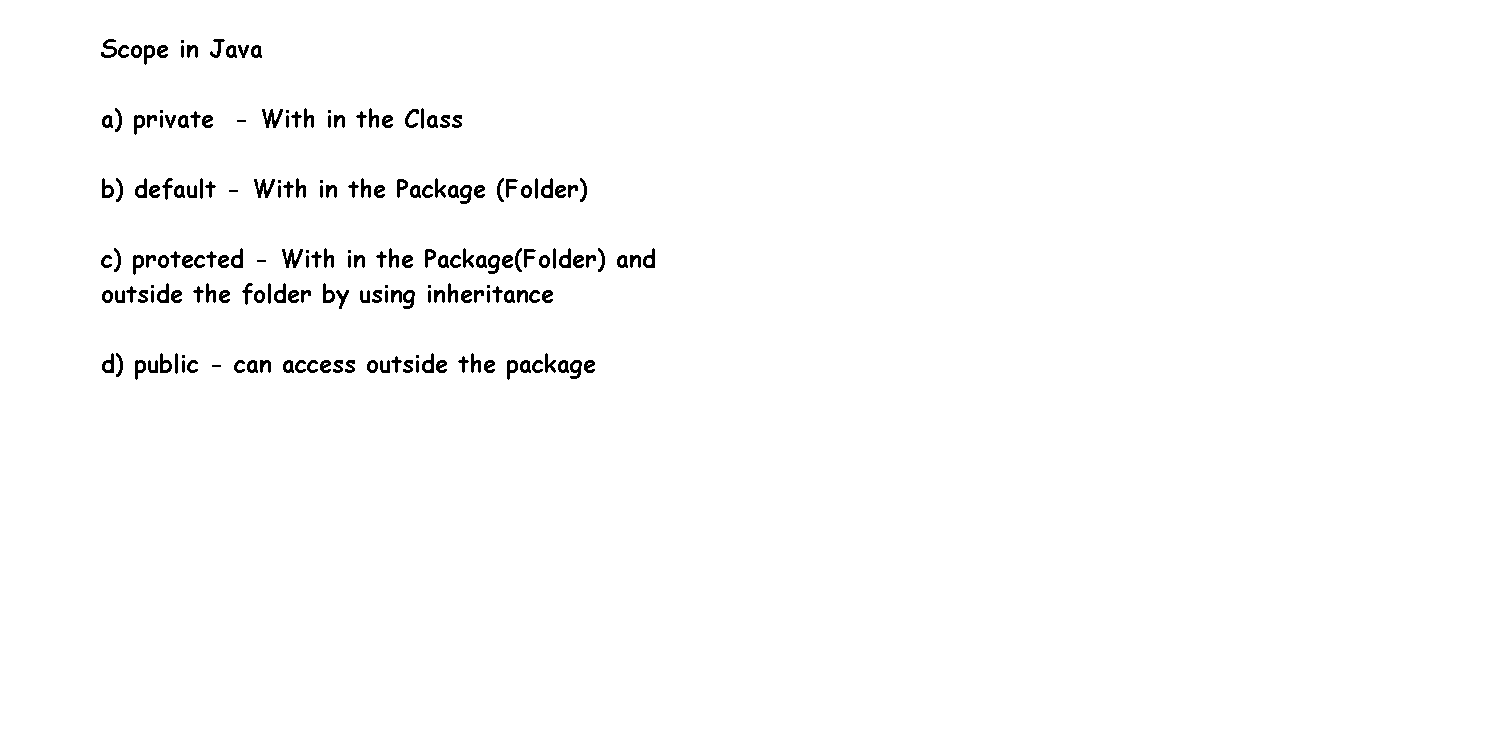 Scope in Java
a) private  - With in the Class
b) default - With in the Package (Folder)
c) protected - With in the Package(Folder) and
outside the folder by using inheritance
d) public - can access outside the package